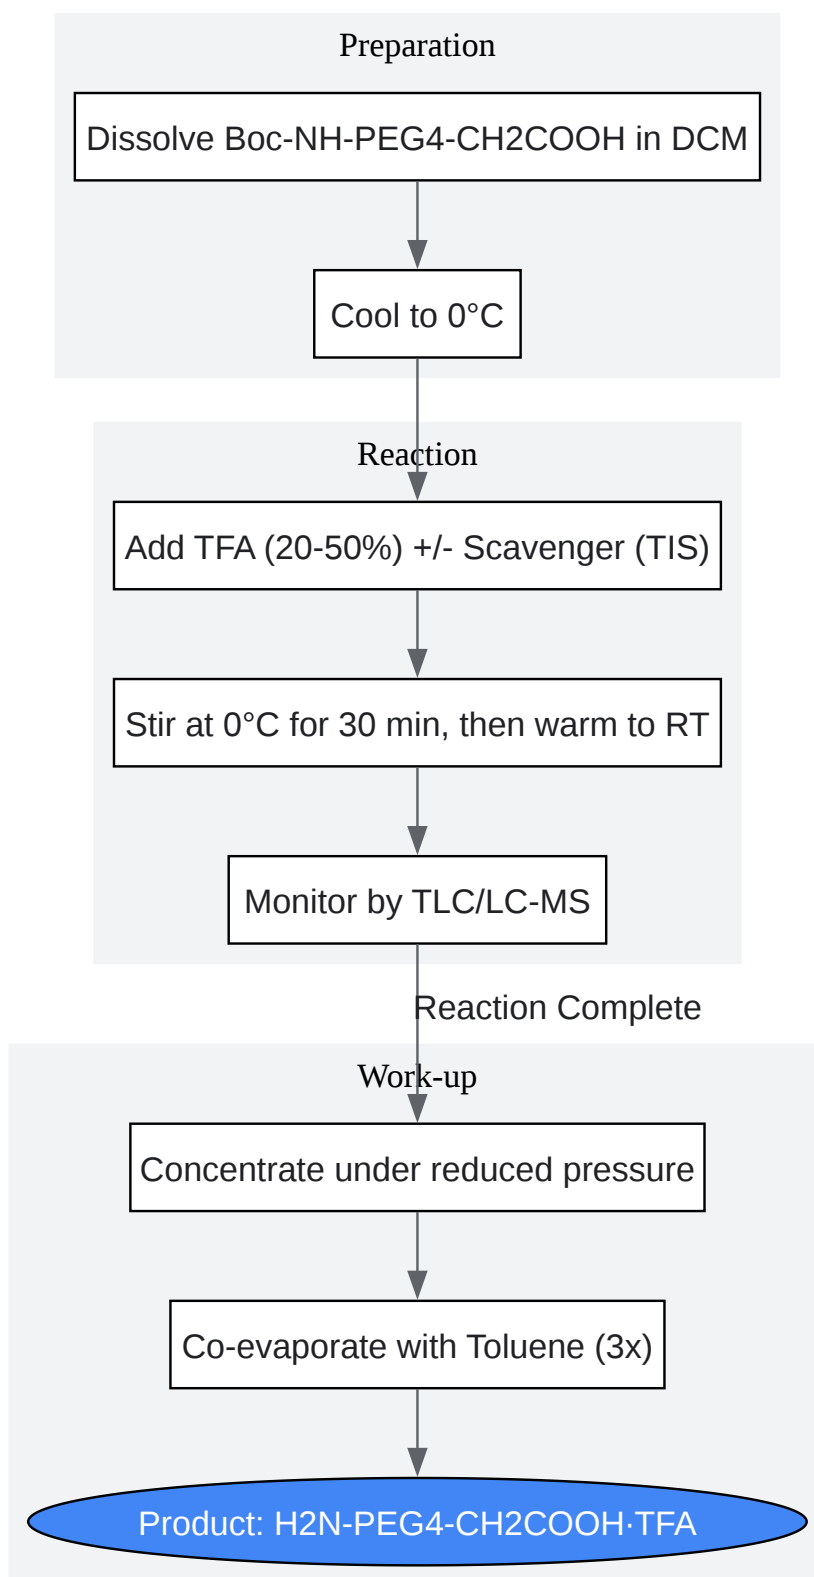 Preparation
Dissolve Boc-NH-PEG4-CH2COOH in DCM
Cool to 0°C
Reaction
Add TFA (20-50%) +/- Scavenger (TIS)
Stir at 0°C for 30 min, then warm to RT
Monitor by TLC/LC-MS
Reaction Complete
Work-up
Concentrate under reduced pressure
Co-evaporate with Toluene (3x)
Product: H2N-PEG4-CH2COOH·TFA